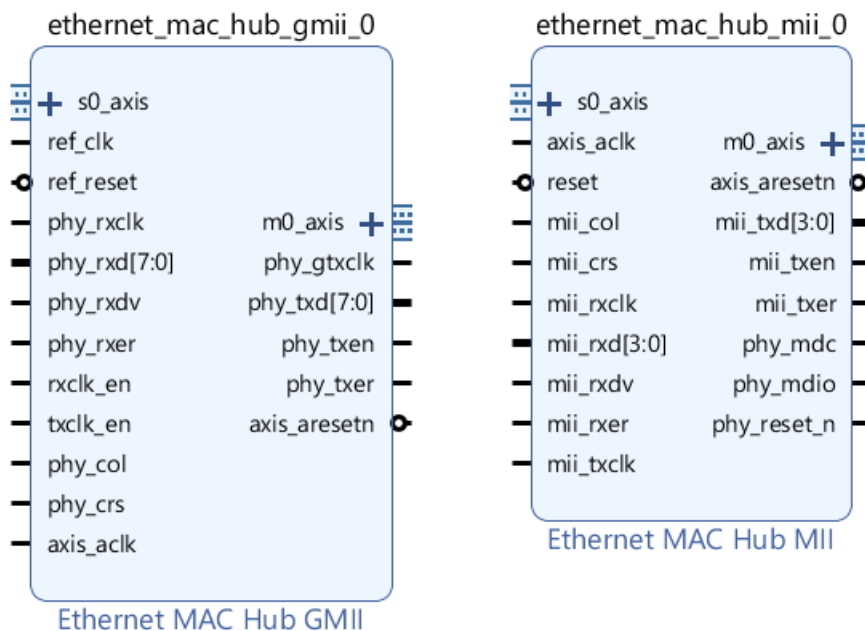 ethernet_mac_hub_gmii_0
s0_axis
ref_clk
ref_reset
phy_rxclk
m0_axis
phy_rxd[7:0]
phy_gtxclk
phy_rxdv
phy_txd[7:0]
phy_rxer
phy_txen
rxclk_en
phy_txer
txclk_en
axis_aresetn
phy_col
phy_crs
axis_aclk
Ethernet MAC Hub GMII
ethernet_mac_hub_mii_0
s0_axis
axis_aclk
m0_axis
reset
axis_aresetn
mii_col
mii_txd[3:0]
mii_crs
mii_txen
mii_rxclk
mii_txer
mii_rxd[3:0]
phy_mdc
mii_rxdv
phy_mdio
mii_rxer
phy_reset_n
mii_txclk
Ethernet MAC Hub MII